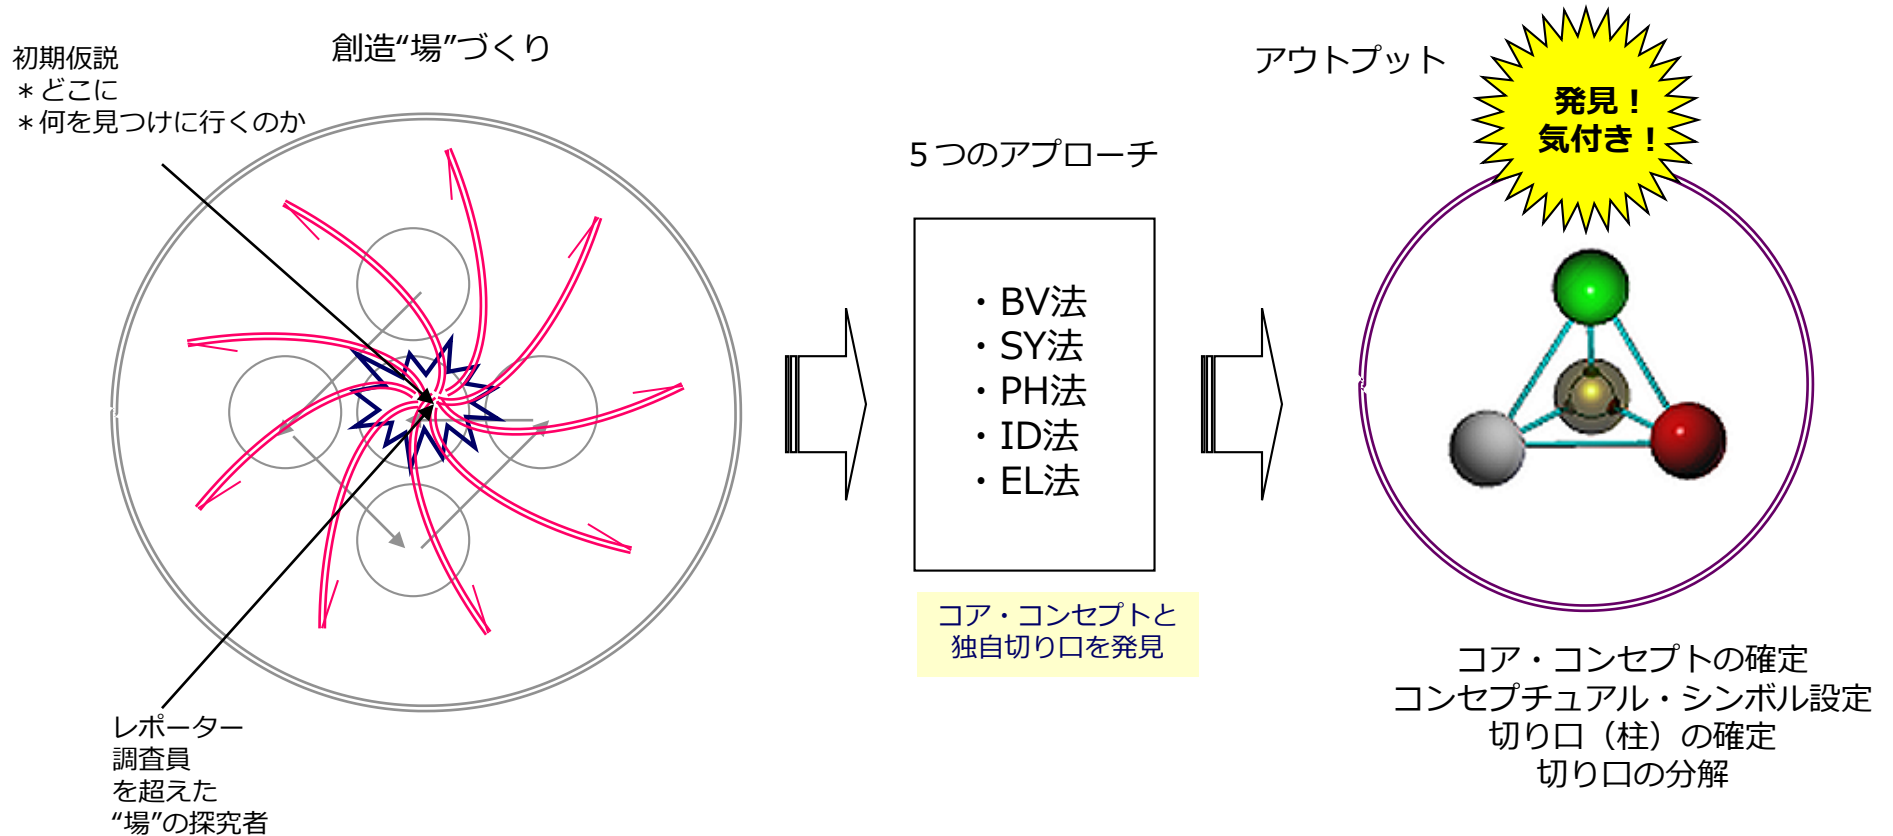 初期仮説
＊どこに
＊何を見つけに行くのか
創造“場”づくり
レポーター
調査員
を超えた
“場”の探究者
５つのアプローチ
・BV法
・SY法
・PH法
・ID法
・EL法
コア・コンセプトと
独自切り口を発見
アウトプット
発見！
気付き！
コア・コンセプトの確定
コンセプチュアル・シンボル設定
切り口（柱）の確定
切り口の分解